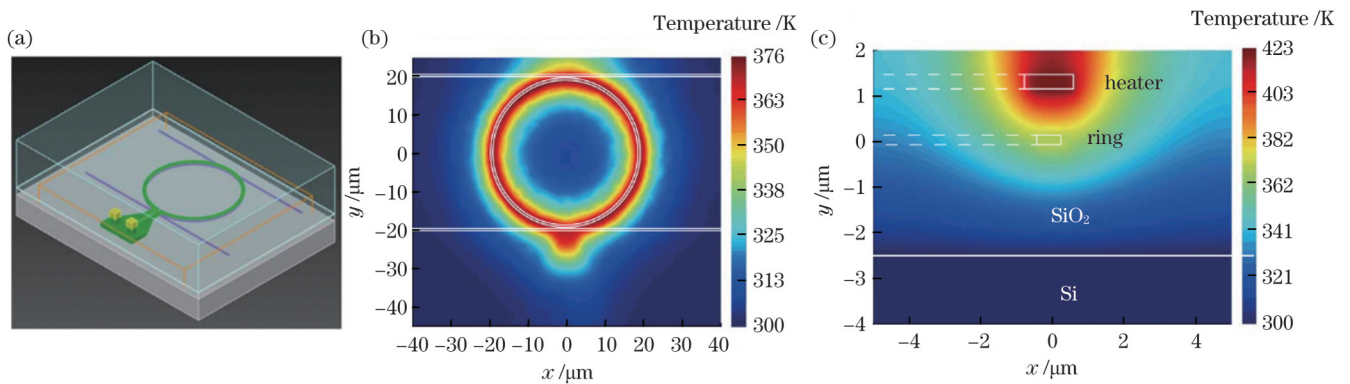 (a)
(b)
Temperature /K
376
363
350
338
325
313
300
20
10
0
−10
−20
−30
−40
y /μm
−40 −30 −20 −10 0 10 20 30 40
x /μm
(c)
Temperature /K
423
403
382
362
341
321
300
2
1
0
−1
−2
−3
−4
y /μm
heater
ring
SiO₂
Si
−4 −2 0 2 4
x /μm